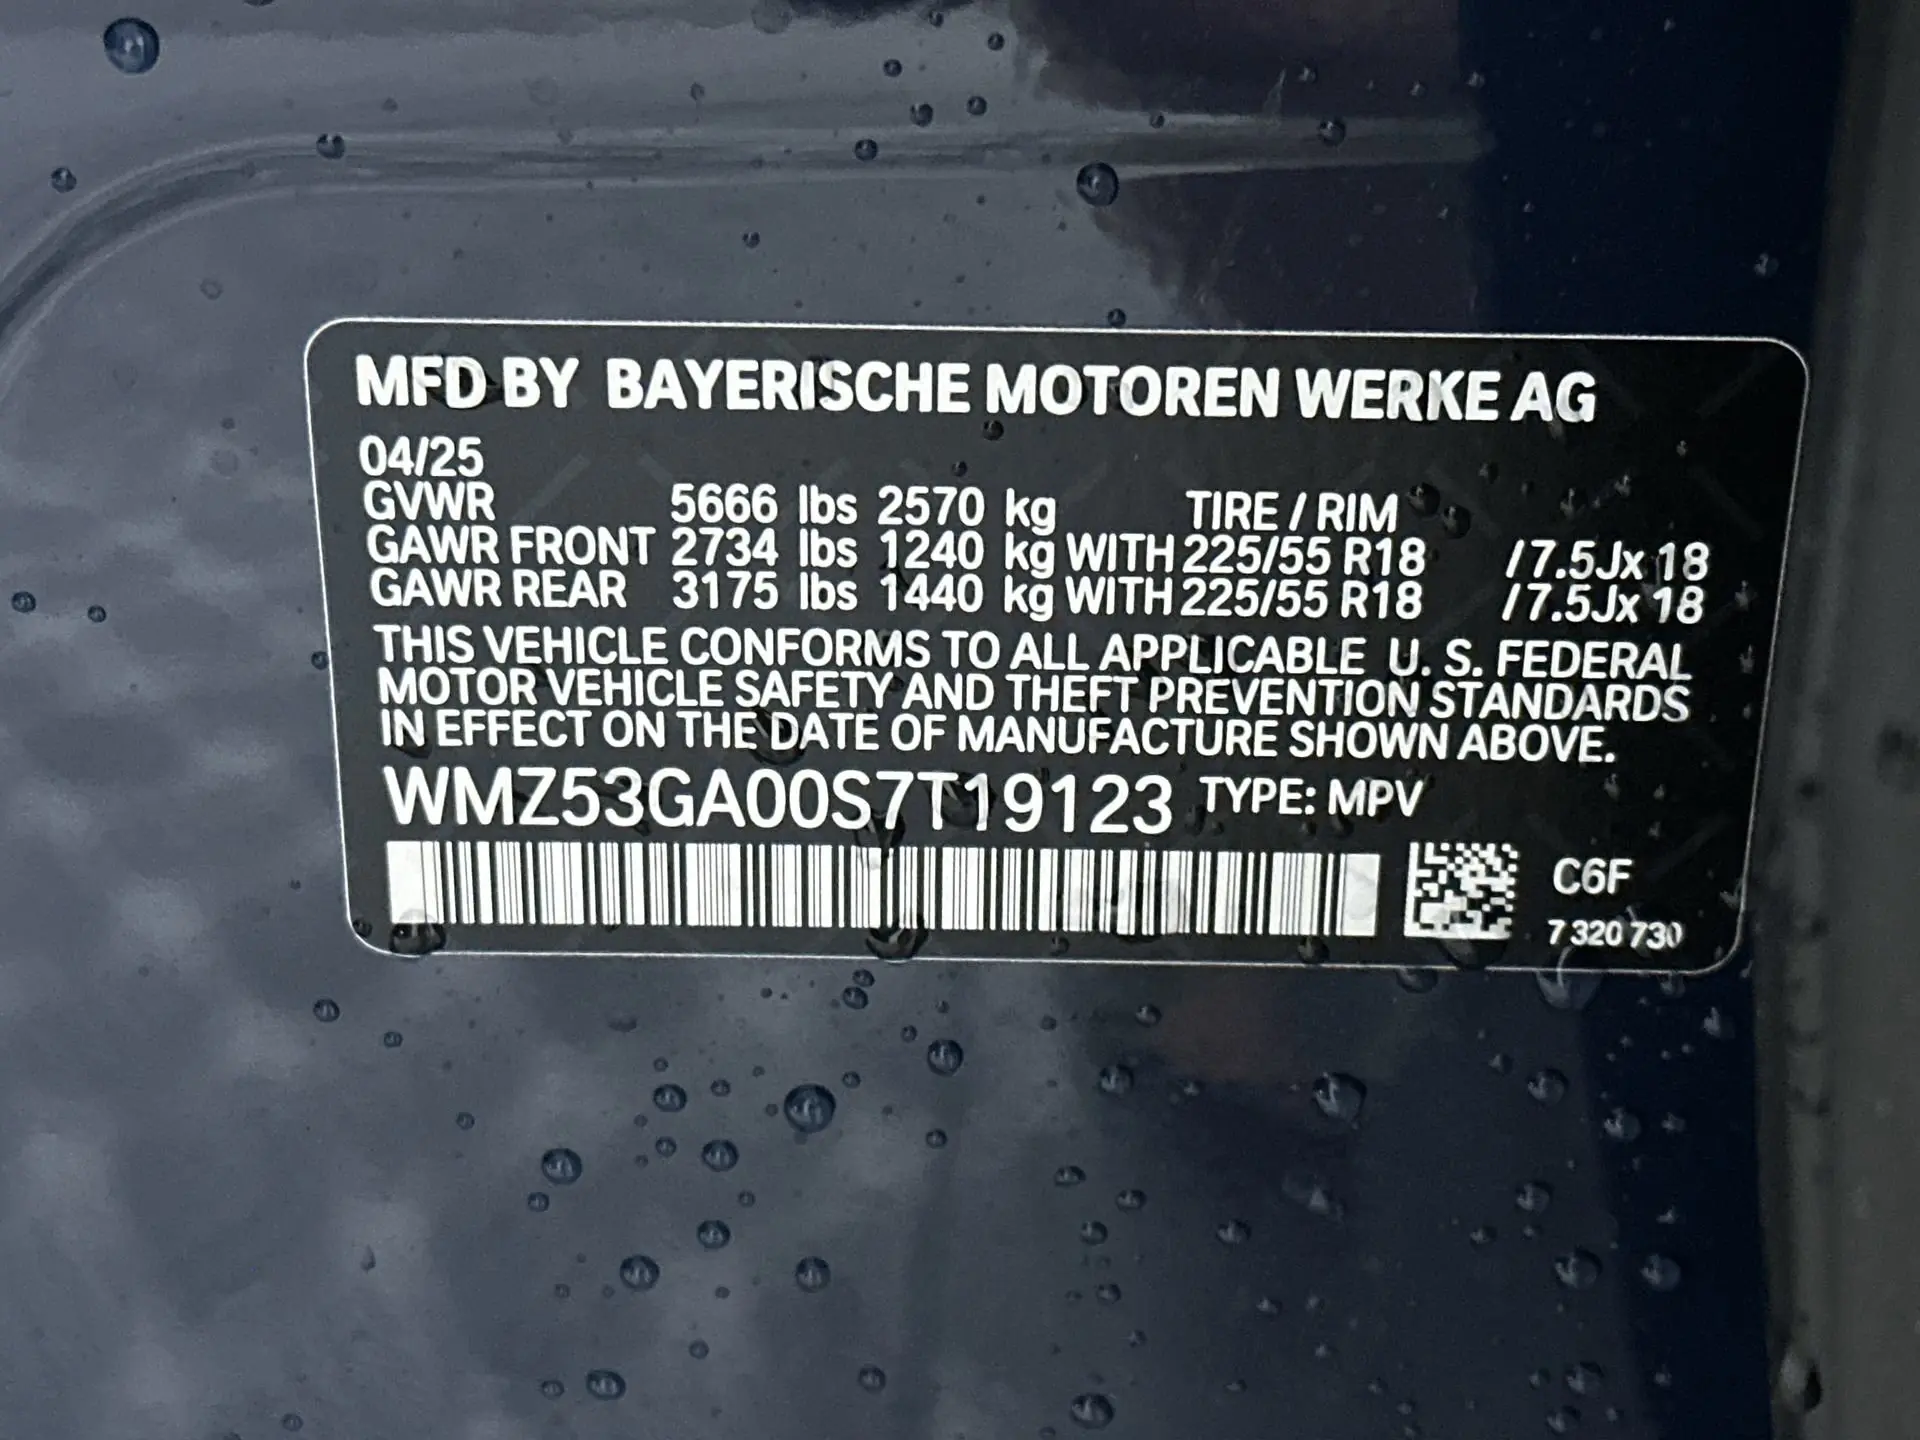 MFD BY BAYERISCHE MOTOREN WERKE AG
04/25
GVWR 5666 lbs 2570 kg TIRE / RIM
GAWR FRONT 2734 lbs 1240 kg WITH 225/55 R18 / 7.5Jx 18
GAWR REAR 3175 lbs 1440 kg WITH 225/55 R18 / 7.5Jx 18
THIS VEHICLE CONFORMS TO ALL APPLICABLE U. S. FEDERAL
MOTOR VEHICLE SAFETY AND THEFT PREVENTION STANDARDS
IN EFFECT ON THE DATE OF MANUFACTURE SHOWN ABOVE.
WMZ53GA00S7T19123 TYPE: MPV
C6F
7 320 730